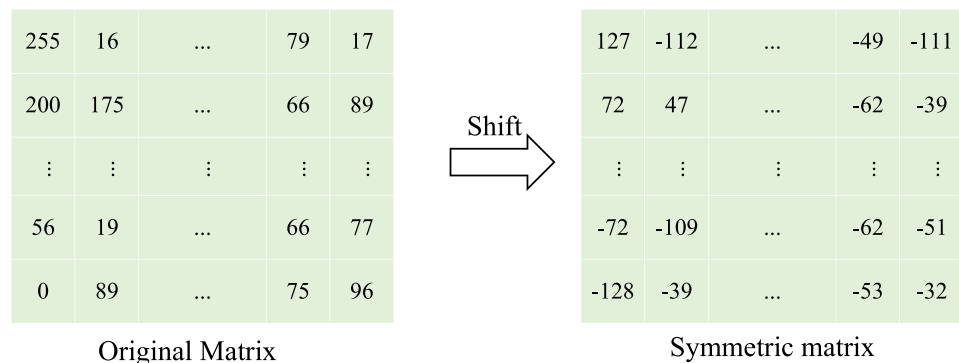 255 16 ... 79 17
200 175 ... 66 89
⋮ ⋮ ⋮ ⋮ ⋮
56 19 ... 66 77
0 89 ... 75 96
Original Matrix
Shift
127 -112 ... -49 -111
72 47 ... -62 -39
⋮ ⋮ ⋮ ⋮ ⋮
-72 -109 ... -62 -51
-128 -39 ... -53 -32
Symmetric matrix